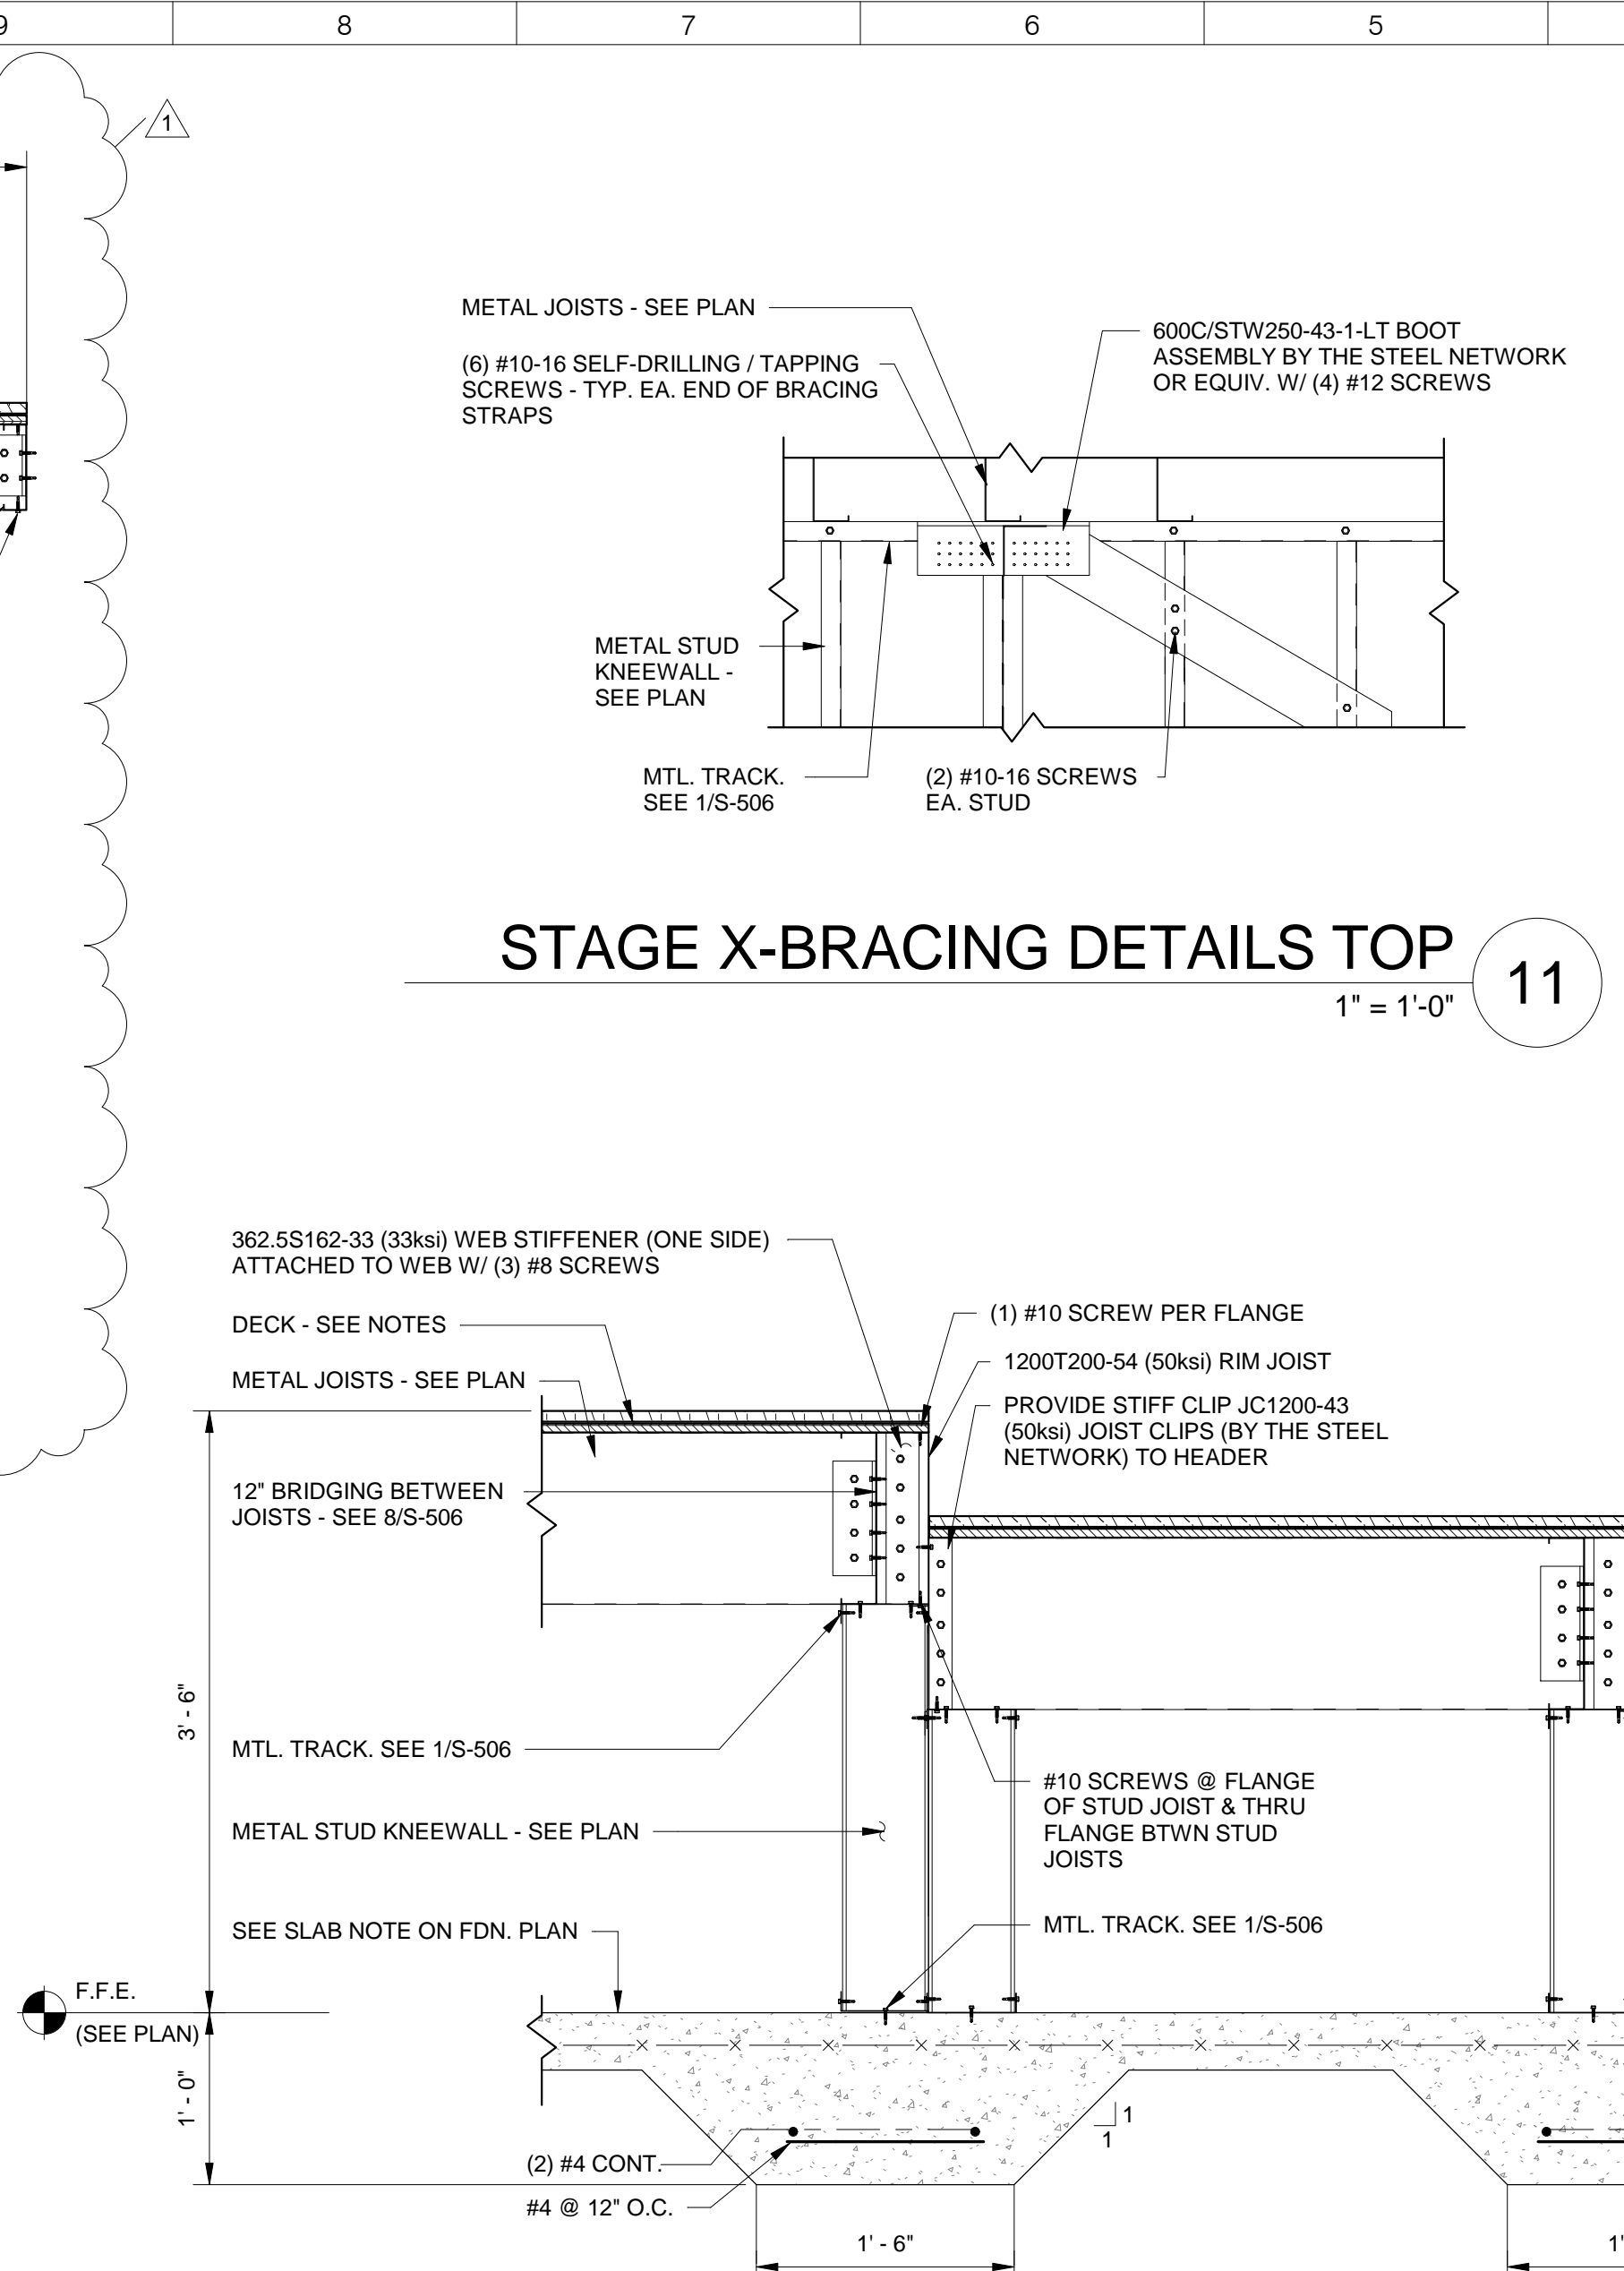 9
8
7
6
5
1
METAL JOISTS - SEE PLAN
(6) #10-16 SELF-DRILLING / TAPPING
SCREWS - TYP. EA. END OF BRACING
STRAPS
600C/STW250-43-1-LT BOOT
ASSEMBLY BY THE STEEL NETWORK
OR EQUIV. W/ (4) #12 SCREWS
METAL STUD
KNEEWALL -
SEE PLAN
MTL. TRACK.
SEE 1/S-506
(2) #10-16 SCREWS
EA. STUD
STAGE X-BRACING DETAILS TOP
11
1" = 1'-0"
362.5S162-33 (33ksi) WEB STIFFENER (ONE SIDE)
ATTACHED TO WEB W/ (3) #8 SCREWS
DECK - SEE NOTES
METAL JOISTS - SEE PLAN
12" BRIDGING BETWEEN
JOISTS - SEE 8/S-506
(1) #10 SCREW PER FLANGE
1200T200-54 (50ksi) RIM JOIST
PROVIDE STIFF CLIP JC1200-43
(50ksi) JOIST CLIPS (BY THE STEEL
NETWORK) TO HEADER
3' - 6"
MTL. TRACK. SEE 1/S-506
METAL STUD KNEEWALL - SEE PLAN
#10 SCREWS @ FLANGE
OF STUD JOIST & THRU
FLANGE BTWN STUD
JOISTS
SEE SLAB NOTE ON FDN. PLAN
MTL. TRACK. SEE 1/S-506
F.F.E.
(SEE PLAN)
1' - 0"
1
1
(2) #4 CONT.
#4 @ 12" O.C.
1' - 6"
1'